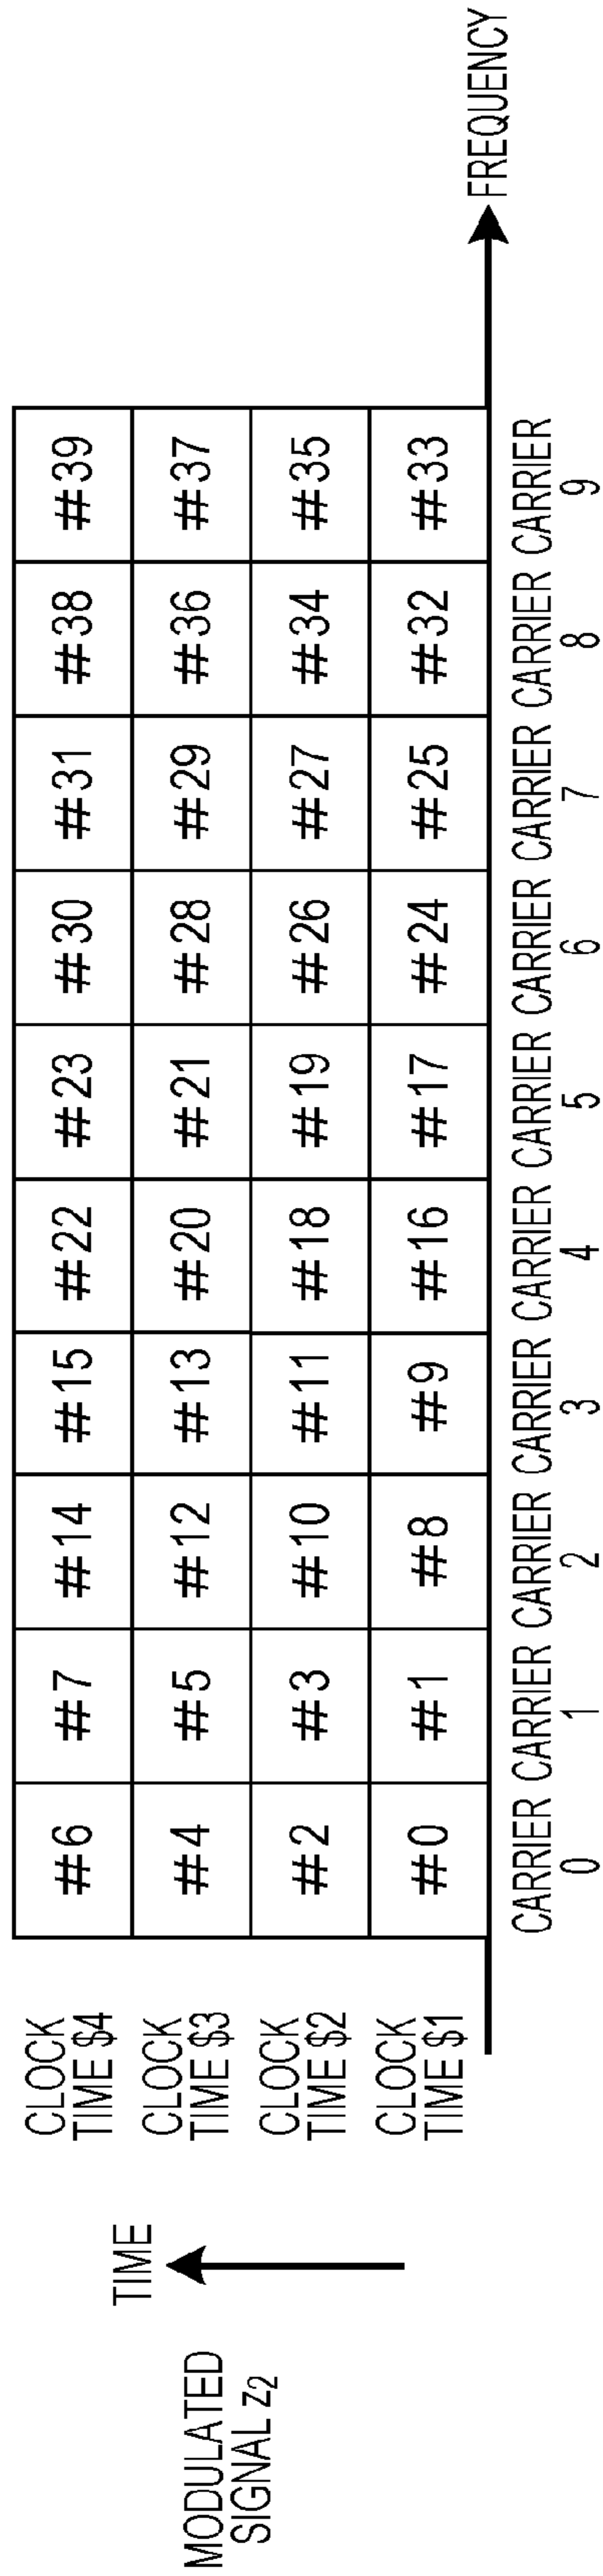 MODULATED
SIGNAL z2
TIME
CLOCK
TIME $4
#6 #7 #14 #15 #22 #23 #30 #31 #38 #39
CLOCK
TIME $3
#4 #5 #12 #13 #20 #21 #28 #29 #36 #37
CLOCK
TIME $2
#2 #3 #10 #11 #18 #19 #26 #27 #34 #35
CLOCK
TIME $1
#0 #1 #8 #9 #16 #17 #24 #25 #32 #33
FREQUENCY
CARRIER CARRIER CARRIER CARRIER CARRIER CARRIER CARRIER CARRIER CARRIER CARRIER
0 1 2 3 4 5 6 7 8 9